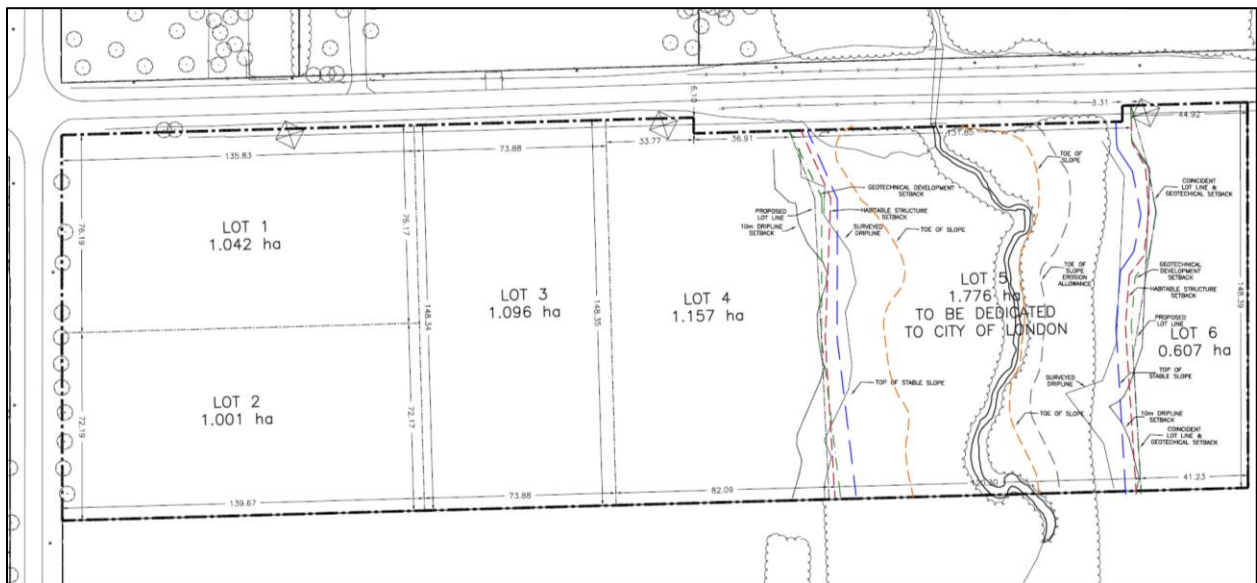 6.10
3.31
44.92
135.83
73.88
33.77
36.91
131.85
TOE OF
SLOPE
COINCIDENT
LOT LINE &
GEOTECHNICAL SETBACK
GEOTECHNICAL DEVELOPMENT
SETBACK
PROPOSED
LOT LINE
10m DRIPLINE
SETBACK
HABITABLE STRUCTURE
SETBACK
SURVEYED
DRIPLINE
TOE OF SLOPE
76.19
76.17
LOT 1
1.042 ha
LOT 3
1.096 ha
LOT 4
1.157 ha
148.34
148.35
LOT 5
1.776 ha
TO BE DEDICATED
TO CITY OF LONDON
TOE OF
SLOPE
EROSION
ALLOWANCE
GEOTECHNICAL
DEVELOPMENT
SETBACK
HABITABLE STRUCTURE
SETBACK
PROPOSED
LOT LINE
148.39
LOT 6
0.607 ha
LOT 2
1.001 ha
TOP OF STABLE SLOPE
SURVEYED
DRIPLINE
TOP OF
STABLE SLOPE
TOE OF SLOPE
10m DRIPLINE
SETBACK
COINCIDENT
LOT LINE &
GEOTECHNICAL SETBACK
72.19
72.17
139.67
73.88
82.09
41.23